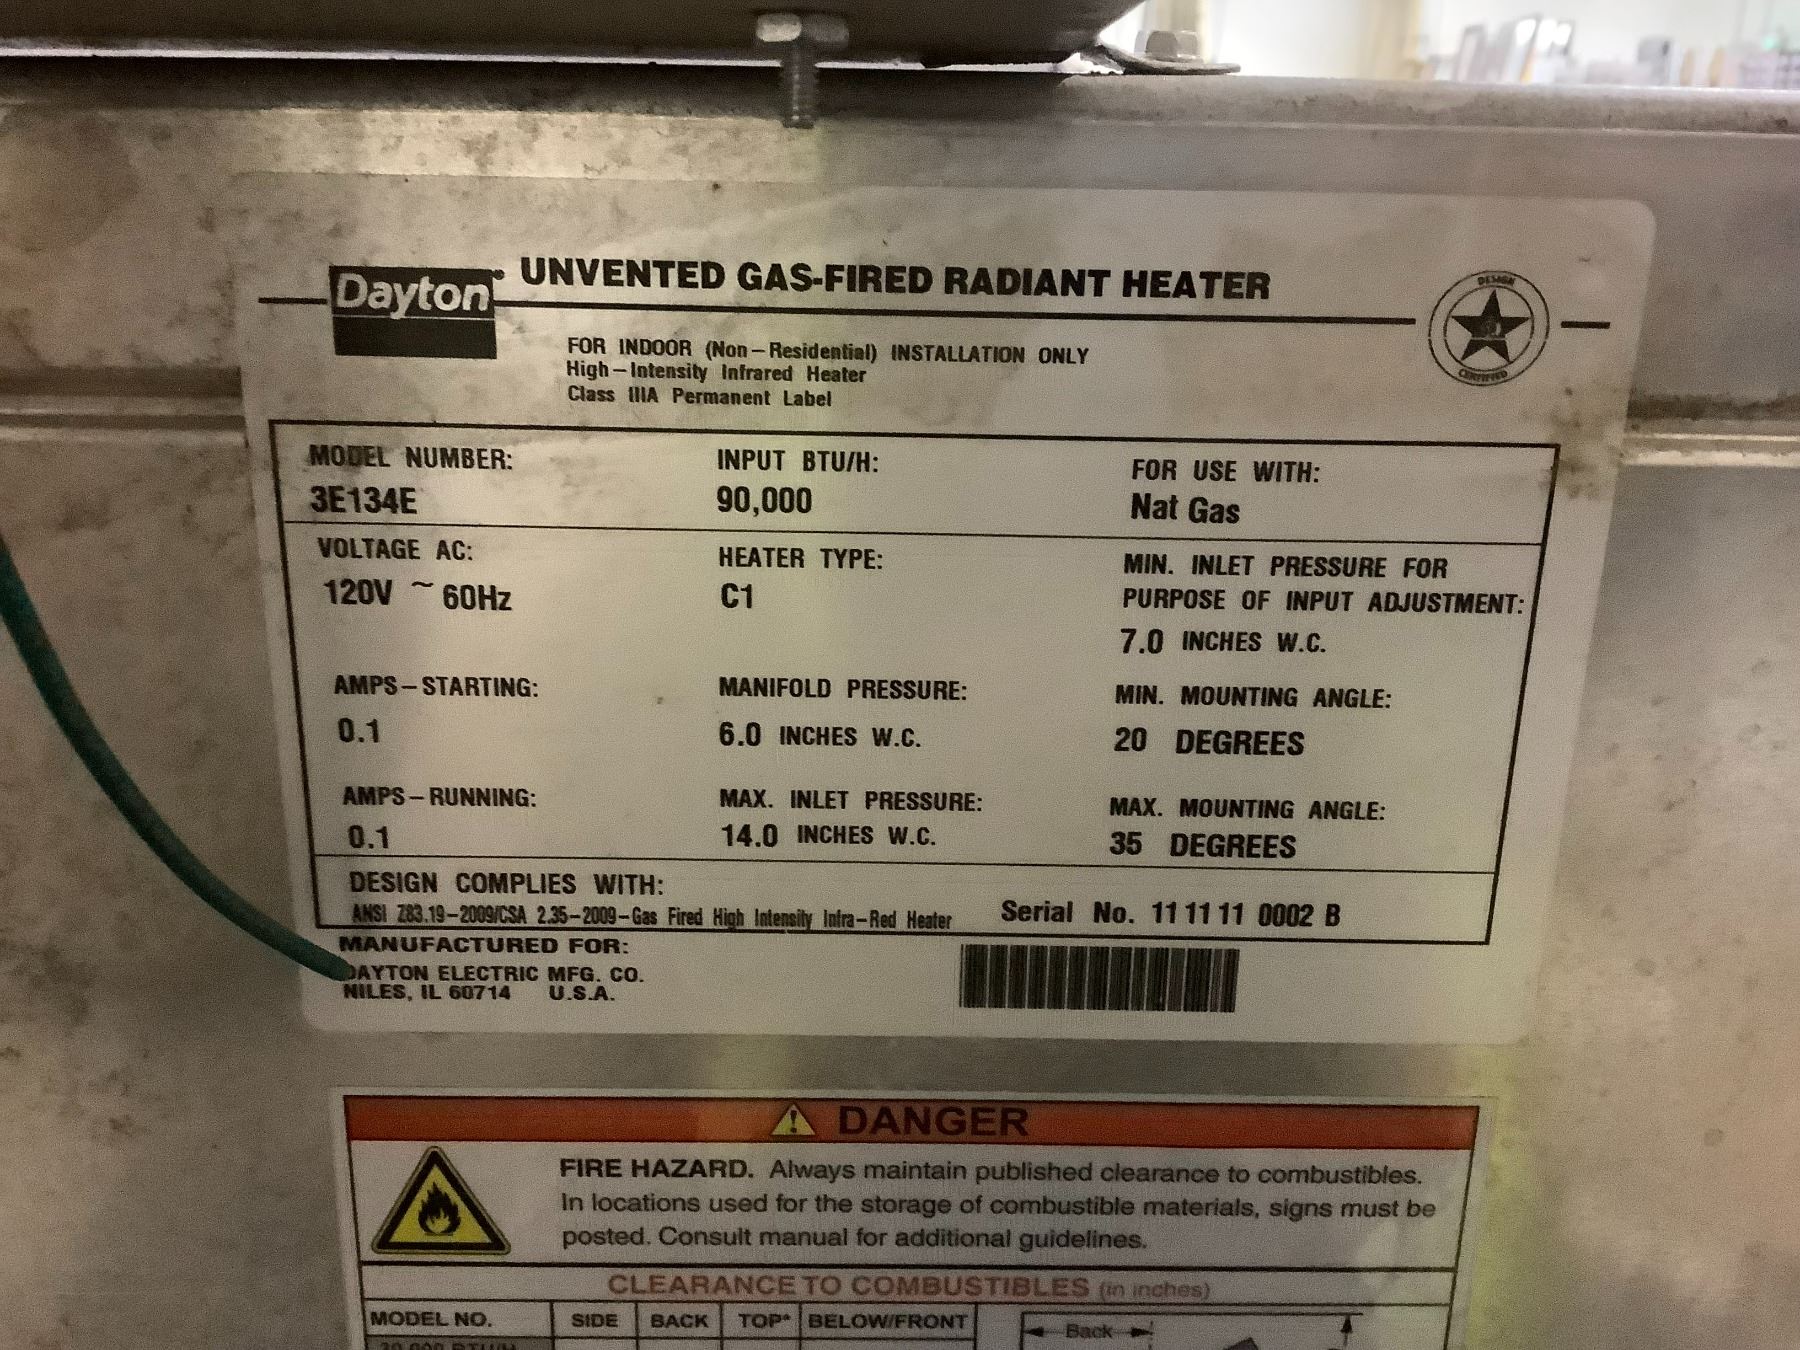 Dayton® UNVENTED GAS-FIRED RADIANT HEATER
DESIGN CERTIFIED
FOR INDOOR (Non-Residential) INSTALLATION ONLY
High-Intensity Infrared Heater
Class IIIA Permanent Label
MODEL NUMBER: INPUT BTU/H: FOR USE WITH:
3E134E 90,000 Nat Gas
VOLTAGE AC: HEATER TYPE: MIN. INLET PRESSURE FOR
PURPOSE OF INPUT ADJUSTMENT:
120V ~ 60Hz C1
7.0 INCHES W.C.
AMPS-STARTING: MANIFOLD PRESSURE: MIN. MOUNTING ANGLE:
0.1 6.0 INCHES W.C. 20 DEGREES
AMPS-RUNNING: MAX. INLET PRESSURE: MAX. MOUNTING ANGLE:
0.1 14.0 INCHES W.C. 35 DEGREES
DESIGN COMPLIES WITH:
ANSI Z83.19-2009/CSA 2.35-2009-Gas Fired High Intensity Infra-Red Heater Serial No. 11 11 11 0002 B
MANUFACTURED FOR:
DAYTON ELECTRIC MFG. CO.
NILES, IL 60714 U.S.A.
DANGER
FIRE HAZARD. Always maintain published clearance to combustibles.
In locations used for the storage of combustible materials, signs must be
posted. Consult manual for additional guidelines.
CLEARANCE TO COMBUSTIBLES (in inches)
MODEL NO. SIDE BACK TOP* BELOW/FRONT
Back